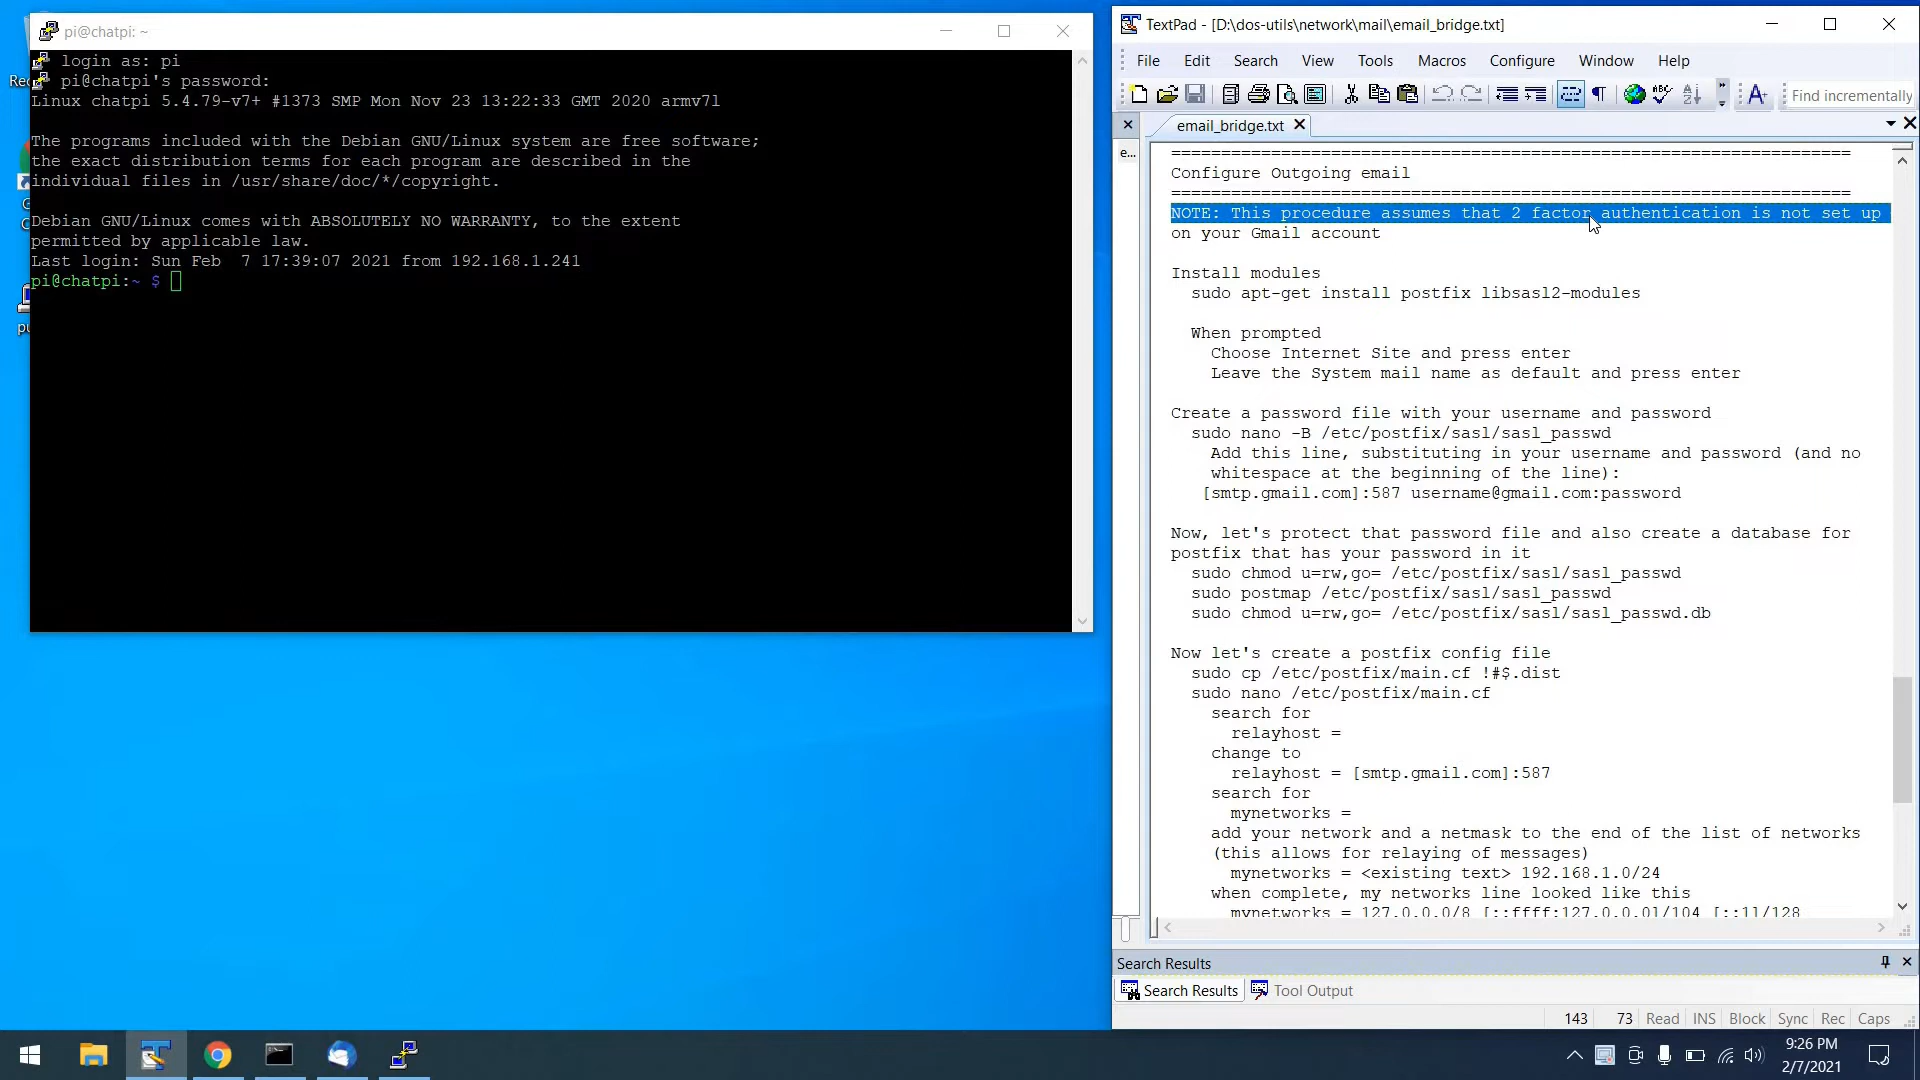 pi@chatpi: ~
login as: pi
pi@chatpi's password:
Linux chatpi 5.4.79-v7+ #1373 SMP Mon Nov 23 13:22:33 GMT 2020 armv7l
The programs included with the Debian GNU/Linux system are free software;
the exact distribution terms for each program are described in the
individual files in /usr/share/doc/*/copyright.
Debian GNU/Linux comes with ABSOLUTELY NO WARRANTY, to the extent
permitted by applicable law.
Last login: Sun Feb  7 17:39:07 2021 from 192.168.1.241
pi@chatpi:~ $
TextPad - [D:\dos-utils\network\mail\email_bridge.txt]
File Edit Search View Tools Macros Configure Window Help
Find incrementally
email_bridge.txt
e...
======================================================================
Configure Outgoing email
======================================================================
NOTE: This procedure assumes that 2 factor authentication is not set up
on your Gmail account
Install modules
sudo apt-get install postfix libsasl2-modules
When prompted
Choose Internet Site and press enter
Leave the System mail name as default and press enter
Create a password file with your username and password
sudo nano -B /etc/postfix/sasl/sasl_passwd
Add this line, substituting in your username and password (and no
whitespace at the beginning of the line):
[smtp.gmail.com]:587 username@gmail.com:password
Now, let's protect that password file and also create a database for
postfix that has your password in it
sudo chmod u=rw,go= /etc/postfix/sasl/sasl_passwd
sudo postmap /etc/postfix/sasl/sasl_passwd
sudo chmod u=rw,go= /etc/postfix/sasl/sasl_passwd.db
Now let's create a postfix config file
sudo cp /etc/postfix/main.cf !#$.dist
sudo nano /etc/postfix/main.cf
search for
relayhost =
change to
relayhost = [smtp.gmail.com]:587
search for
mynetworks =
add your network and a netmask to the end of the list of networks
(this allows for relaying of messages)
mynetworks = <existing text> 192.168.1.0/24
when complete, my networks line looked like this
mynetworks = 127.0.0.0/8 [::ffff:127.0.0.0]/104 [::1]/128
Search Results
Search Results Tool Output
143 73 Read INS Block Sync Rec Caps
9:26 PM
2/7/2021